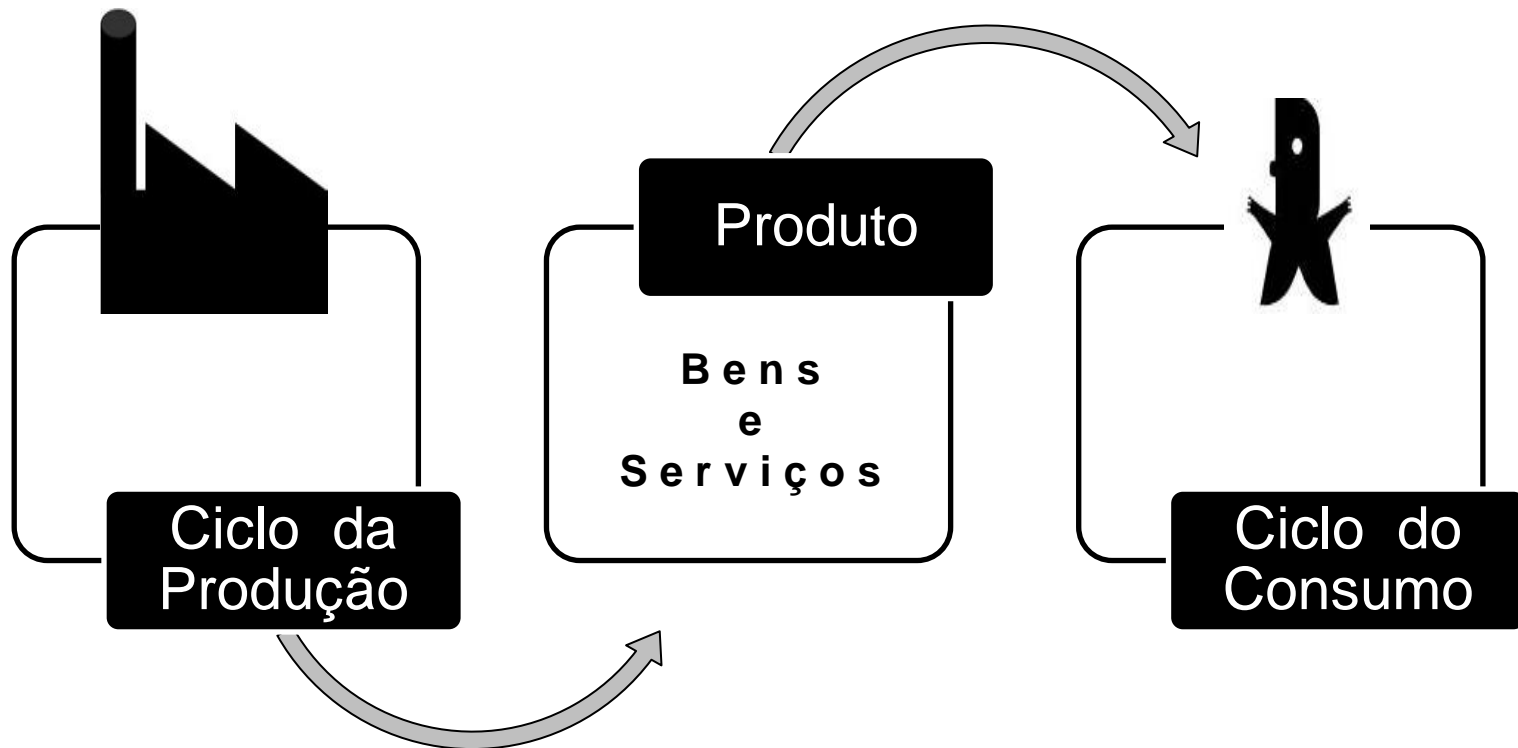 Produto
Bens
e
Serviços
Ciclo da
Produção
Ciclo do
Consumo